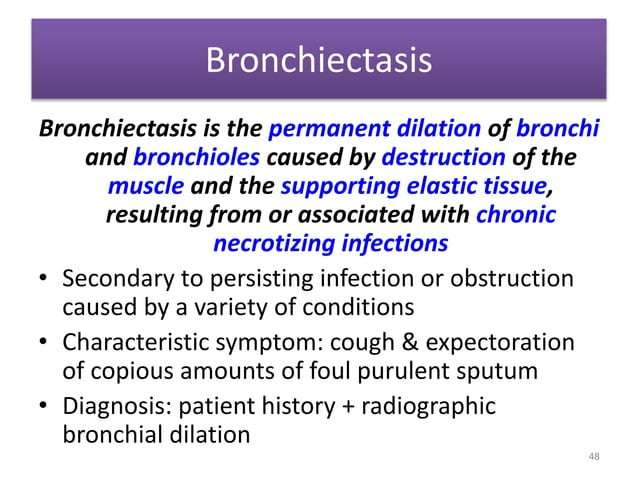 Bronchiectasis
Bronchiectasis is the permanent dilation of bronchi
and bronchioles caused by destruction of the
muscle and the supporting elastic tissue,
resulting from or associated with chronic
necrotizing infections
• Secondary to persisting infection or obstruction
caused by a variety of conditions
• Characteristic symptom: cough & expectoration
of copious amounts of foul purulent sputum
• Diagnosis: patient history + radiographic
bronchial dilation
48